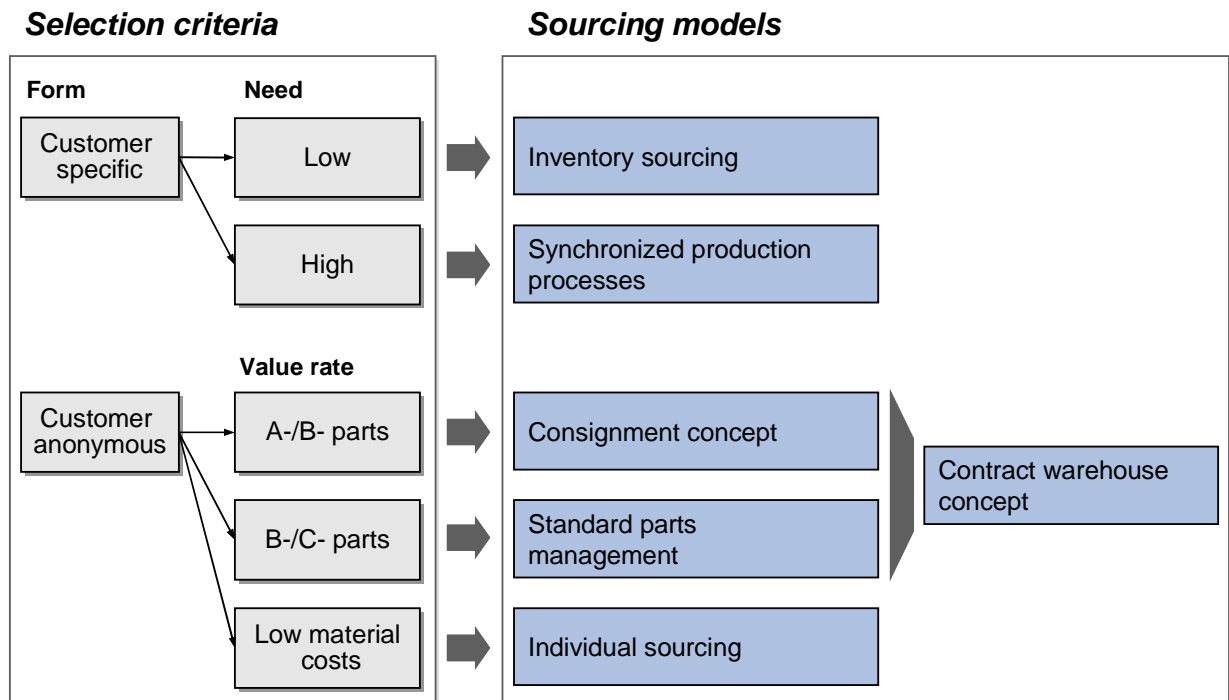 Selection criteria
Sourcing models
Form
Need
Customer
specific
Low
Inventory sourcing
High
Synchronized production
processes
Value rate
Customer
anonymous
A-/B- parts
Consignment concept
Contract warehouse
concept
B-/C- parts
Standard parts
management
Low material
costs
Individual sourcing